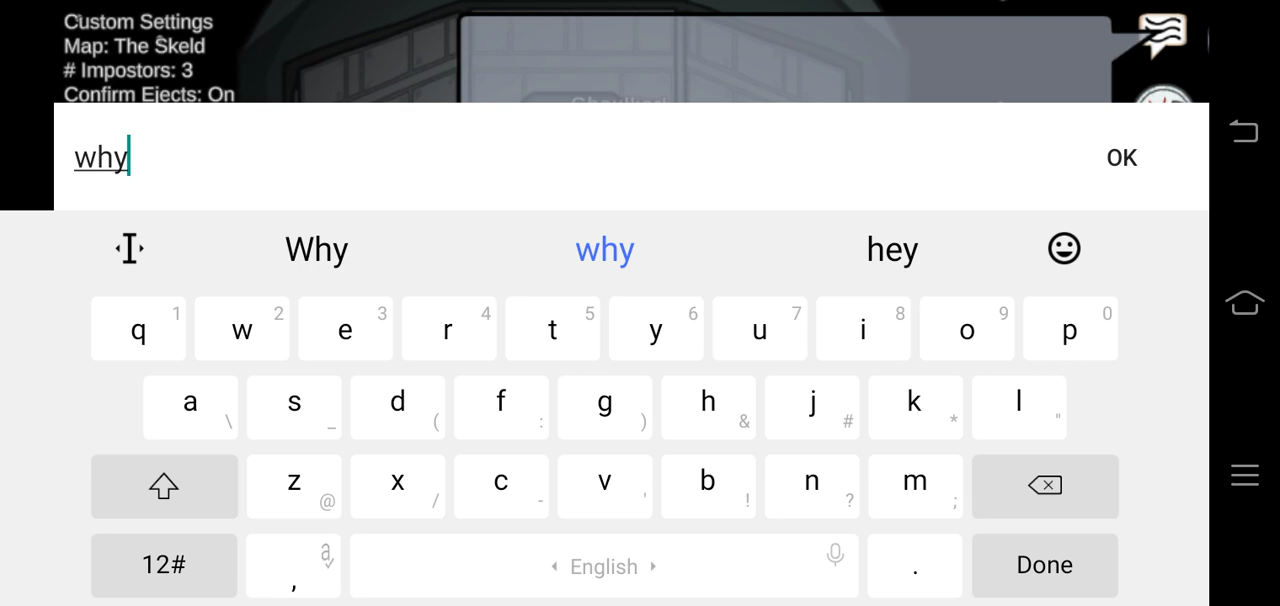 Custom Settings
Map: The Skeld
# Impostors: 3
Confirm Ejects: On
why
OK
Why why hey
q 1 w 2 e 3 r 4 t 5 y 6 u 7 i 8 o 9 p 0
a \ s _ d ( f : g ) h & j # k * l "
z @ x / c - v ' b ! n ? m ;
12# , a English . Done